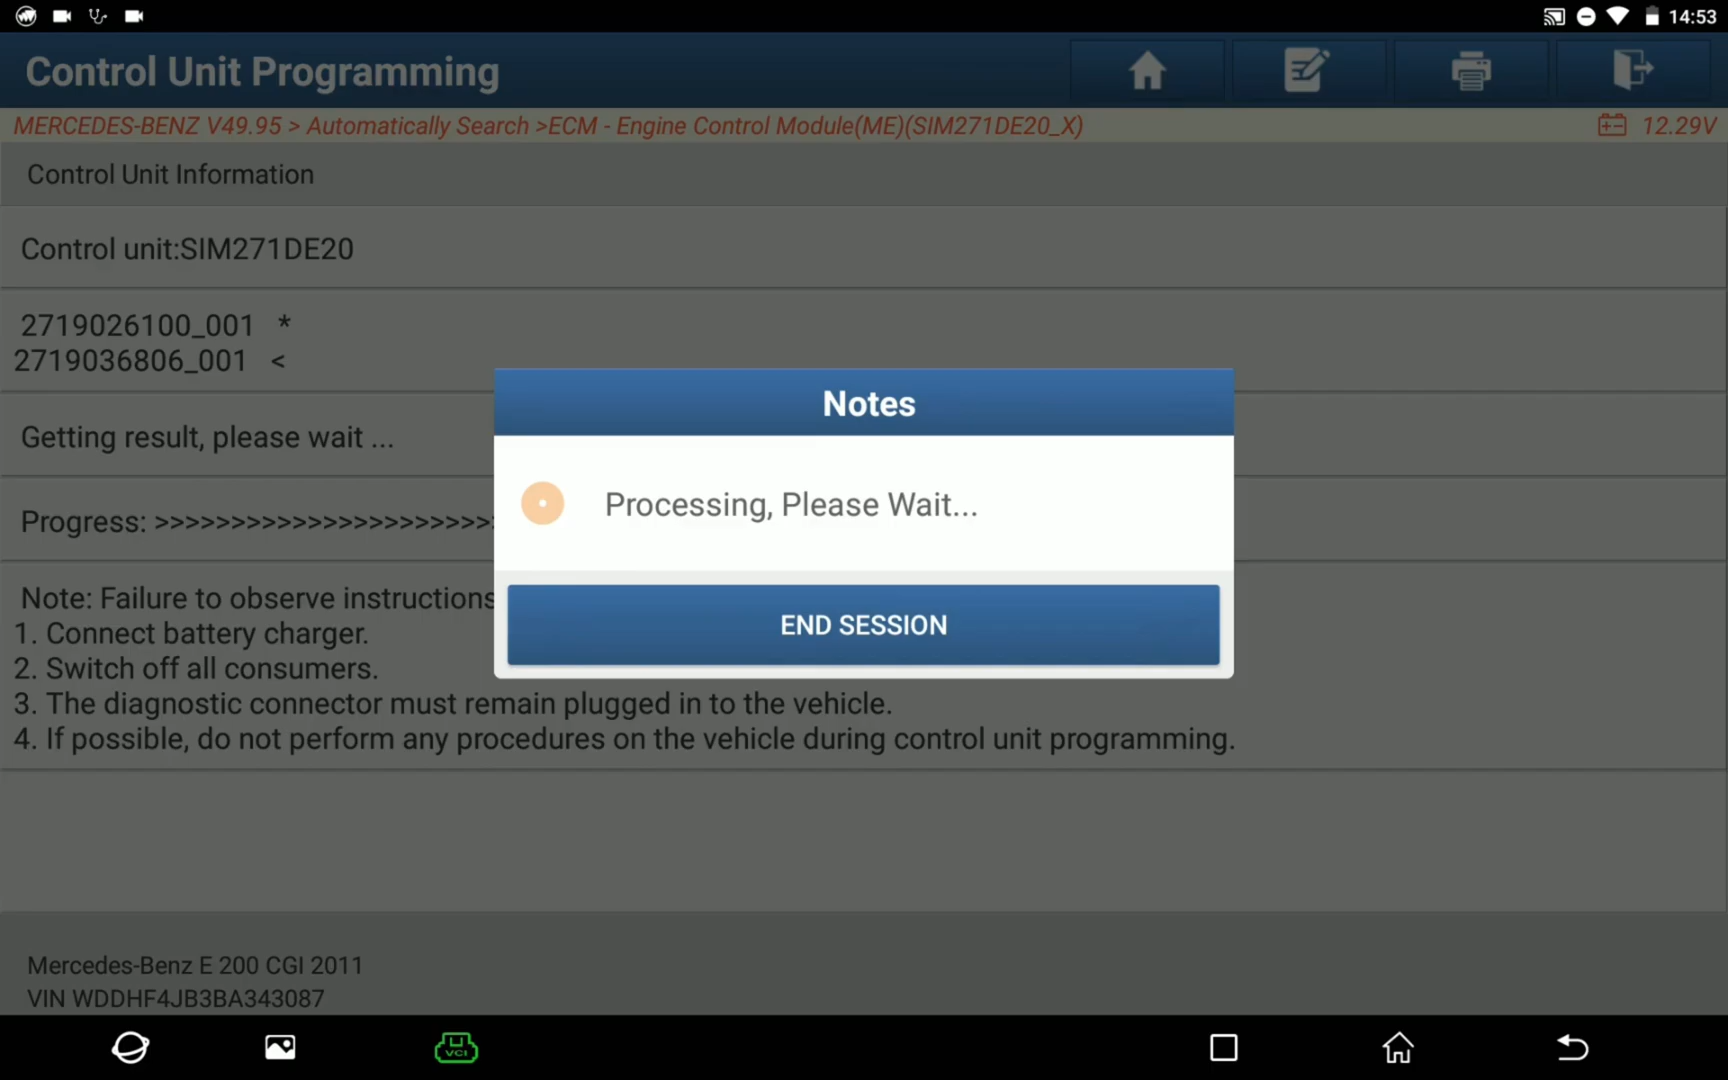 14:53
Control Unit Programming
MERCEDES-BENZ V49.95 > Automatically Search >ECM - Engine Control Module(ME)(SIM271DE20_X)
12.29V
Control Unit Information
Control unit:SIM271DE20
2719026100_001 *
2719036806_001 <
Getting result, please wait ...
Progress: >>>>>>>>>>>>>>>>>>>>>>
Note: Failure to observe instructions
1. Connect battery charger.
2. Switch off all consumers.
3. The diagnostic connector must remain plugged in to the vehicle.
4. If possible, do not perform any procedures on the vehicle during control unit programming.
Notes
Processing, Please Wait...
END SESSION
Mercedes-Benz E 200 CGI 2011
VIN WDDHF4JB3BA343087
VCI